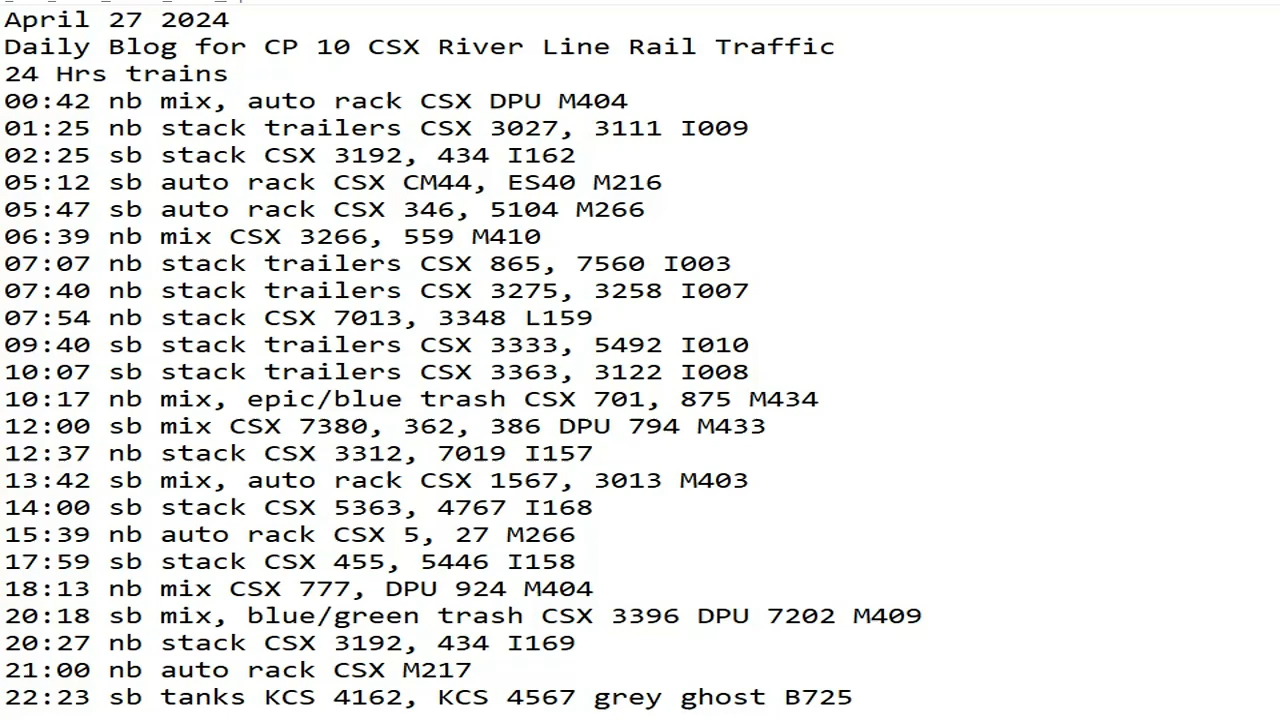 April 27 2024
Daily Blog for CP 10 CSX River Line Rail Traffic
24 Hrs trains
00:42 nb mix, auto rack CSX DPU M404
01:25 nb stack trailers CSX 3027, 3111 I009
02:25 sb stack CSX 3192, 434 I162
05:12 sb auto rack CSX CM44, ES40 M216
05:47 sb auto rack CSX 346, 5104 M266
06:39 nb mix CSX 3266, 559 M410
07:07 nb stack trailers CSX 865, 7560 I003
07:40 nb stack trailers CSX 3275, 3258 I007
07:54 nb stack CSX 7013, 3348 L159
09:40 sb stack trailers CSX 3333, 5492 I010
10:07 sb stack trailers CSX 3363, 3122 I008
10:17 nb mix, epic/blue trash CSX 701, 875 M434
12:00 sb mix CSX 7380, 362, 386 DPU 794 M433
12:37 nb stack CSX 3312, 7019 I157
13:42 sb mix, auto rack CSX 1567, 3013 M403
14:00 sb stack CSX 5363, 4767 I168
15:39 nb auto rack CSX 5, 27 M266
17:59 sb stack CSX 455, 5446 I158
18:13 nb mix CSX 777, DPU 924 M404
20:18 sb mix, blue/green trash CSX 3396 DPU 7202 M409
20:27 nb stack CSX 3192, 434 I169
21:00 nb auto rack CSX M217
22:23 sb tanks KCS 4162, KCS 4567 grey ghost B725